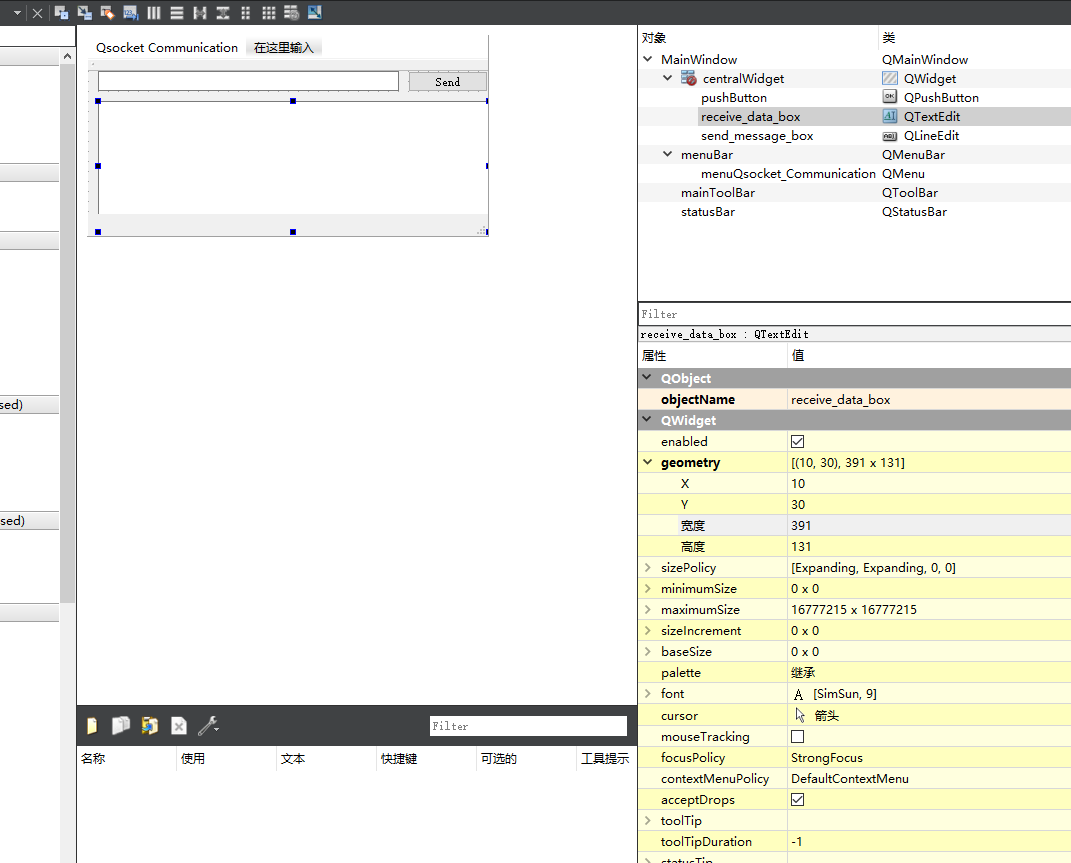 Qsocket Communication 在这里输入
Send
sed)
sed)
对象 类
MainWindow QMainWindow
centralWidget QWidget
pushButton QPushButton
receive_data_box QTextEdit
send_message_box QLineEdit
menuBar QMenuBar
menuQsocket_Communication QMenu
mainToolBar QToolBar
statusBar QStatusBar
Filter
receive_data_box : QTextEdit
属性 值
QObject
objectName receive_data_box
QWidget
enabled
geometry [(10, 30), 391 x 131]
X 10
Y 30
宽度 391
高度 131
sizePolicy [Expanding, Expanding, 0, 0]
minimumSize 0 x 0
maximumSize 16777215 x 16777215
sizeIncrement 0 x 0
baseSize 0 x 0
palette 继承
font A [SimSun, 9]
cursor 箭头
mouseTracking
focusPolicy StrongFocus
contextMenuPolicy DefaultContextMenu
acceptDrops
toolTip
toolTipDuration -1
statusTip
Filter
名称 使用 文本 快捷键 可选的 工具提示